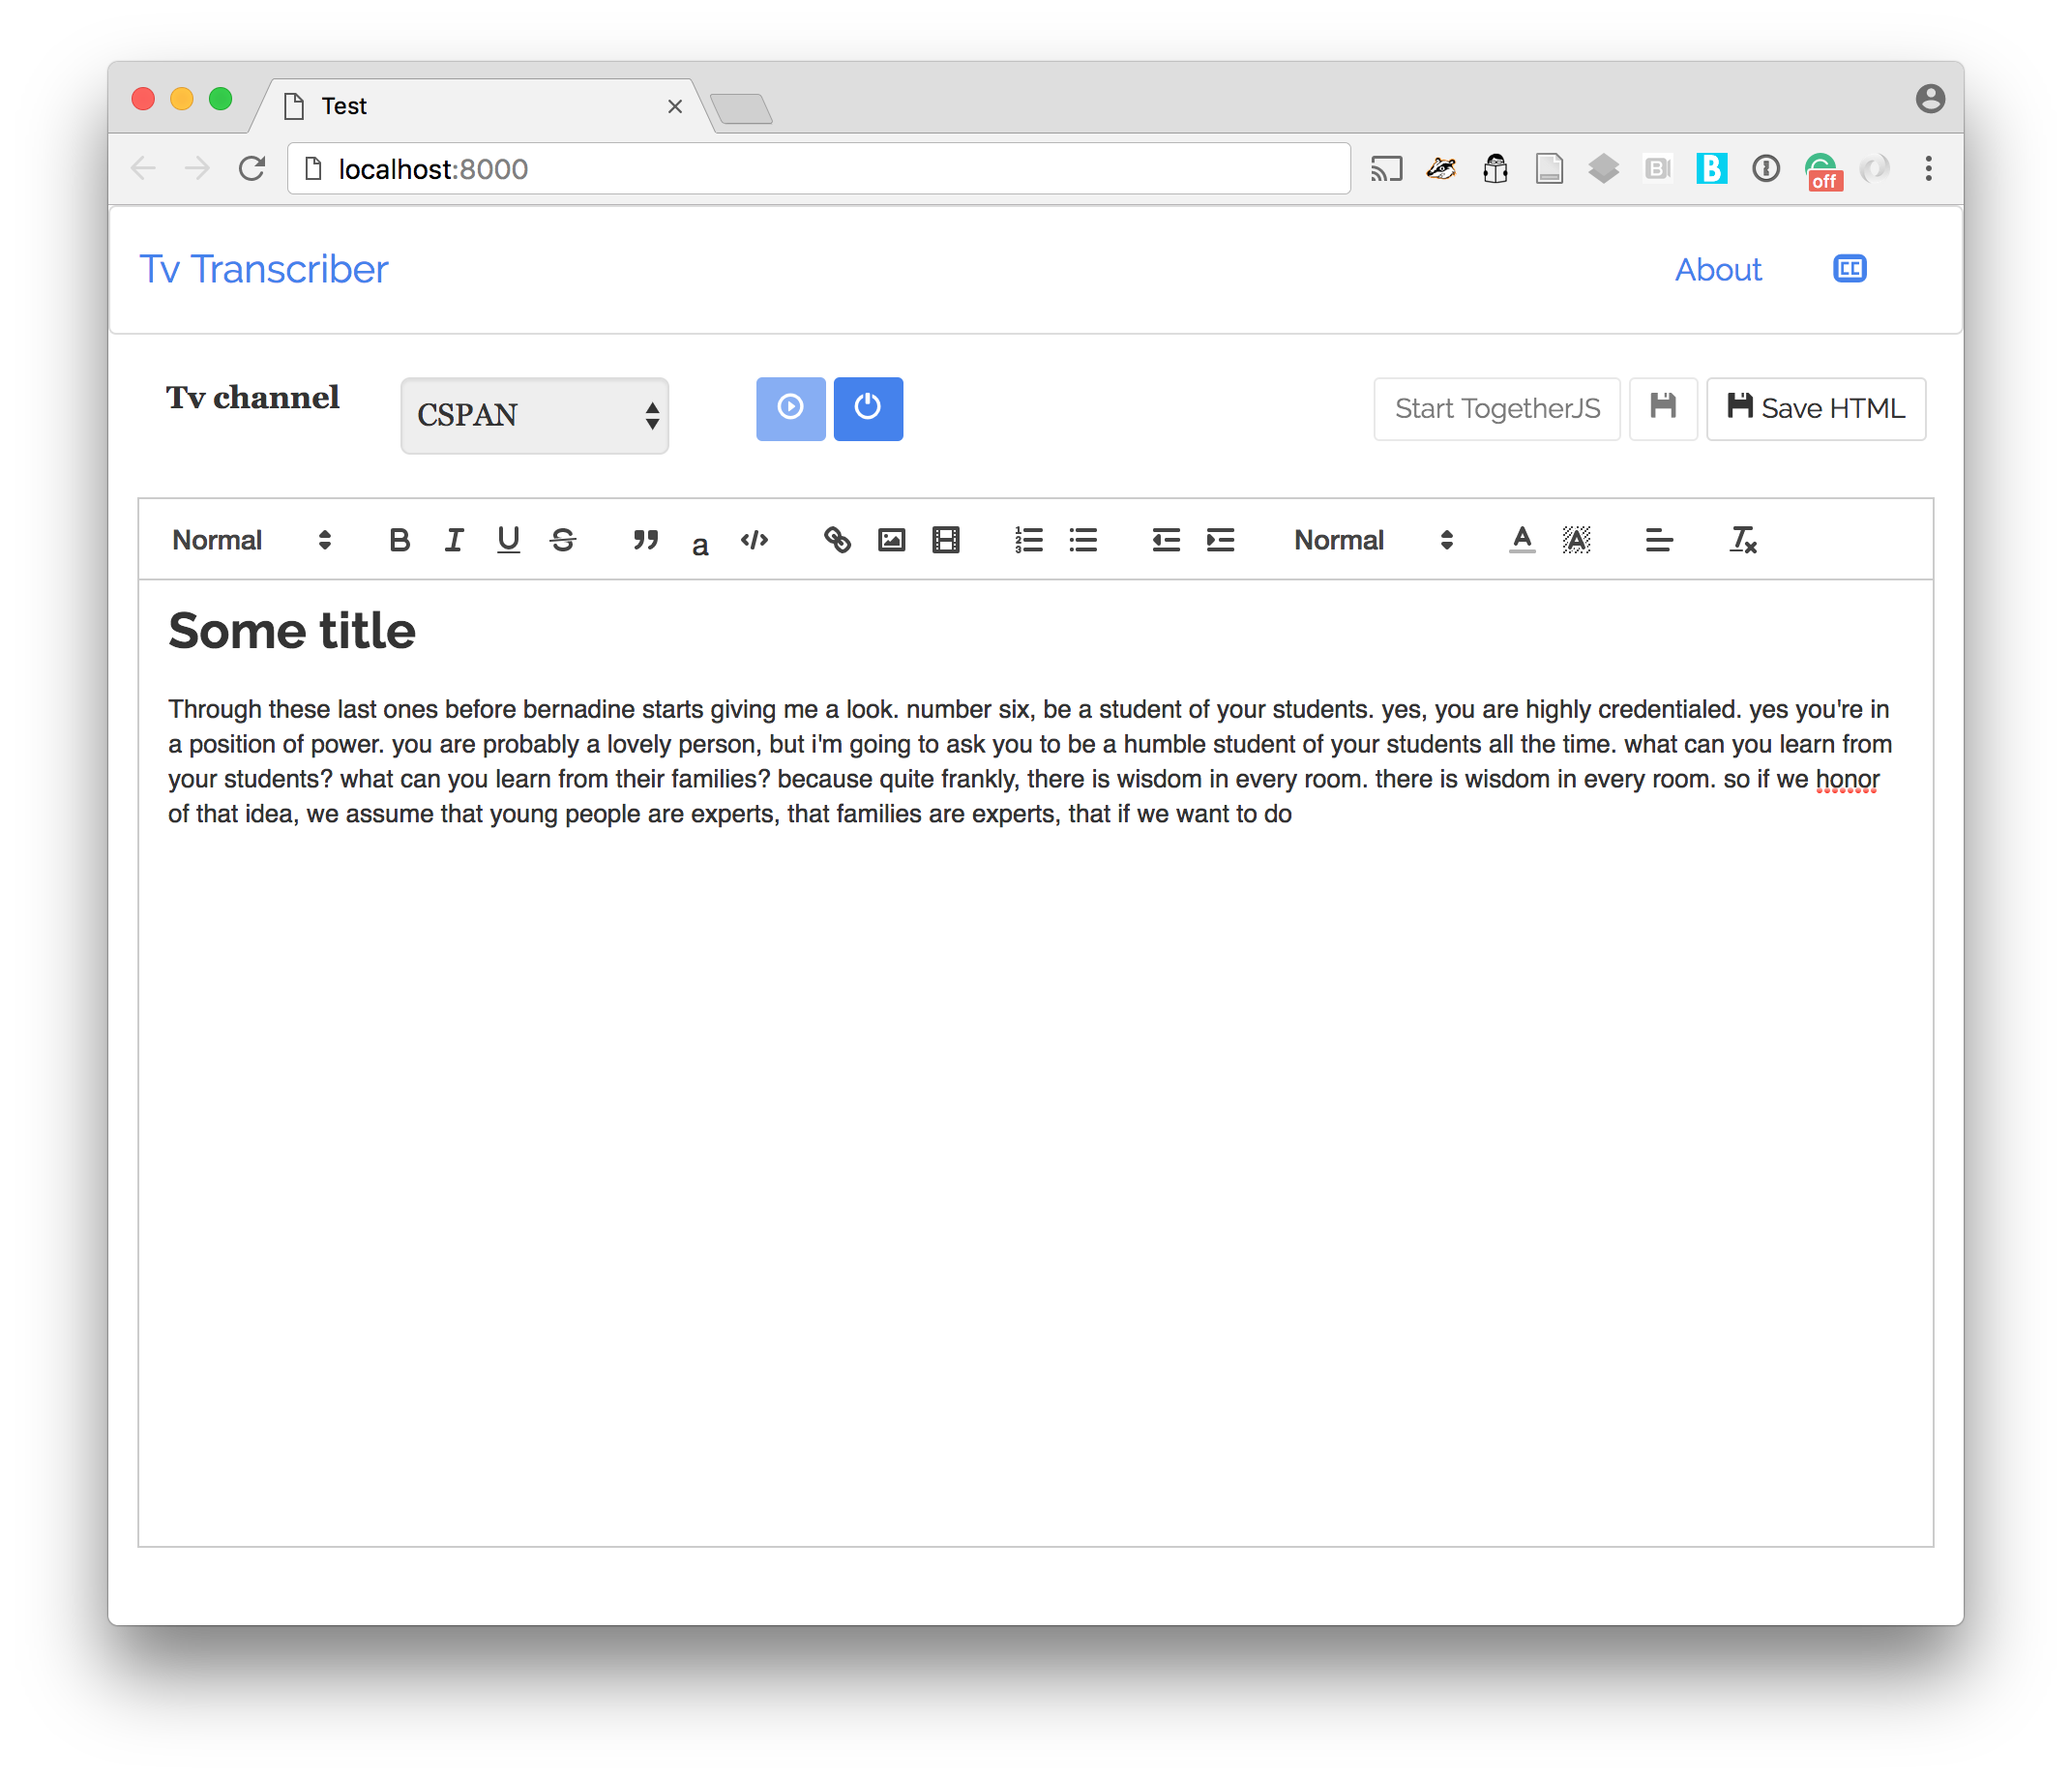 Test
localhost:8000
off
Tv Transcriber
About
CC
Tv channel
CSPAN
Start TogetherJS
Save HTML
Normal
B I U S a </>
Normal
Some title
Through these last ones before bernadine starts giving me a look. number six, be a student of your students. yes, you are highly credentialed. yes you're in
a position of power. you are probably a lovely person, but i'm going to ask you to be a humble student of your students all the time. what can you learn from
your students? what can you learn from their families? because quite frankly, there is wisdom in every room. there is wisdom in every room. so if we honor
of that idea, we assume that young people are experts, that families are experts, that if we want to do